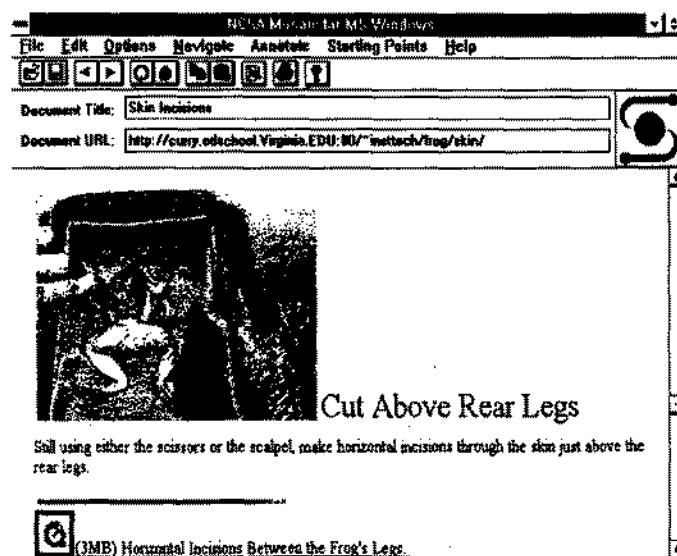 NCSA Mosaic for MS Windows
File Edit Options Navigate Annotate Starting Points Help
Document Title: Skin Incisions
Document URL: http://curry.edschool.Virginia.EDU:80/~insttech/frog/skin/
Cut Above Rear Legs
Still using either the scissors or the scalpel, make horizontal incisions through the skin just above the
rear legs.
(3MB) Horizontal Incisions Between the Frog's Legs.